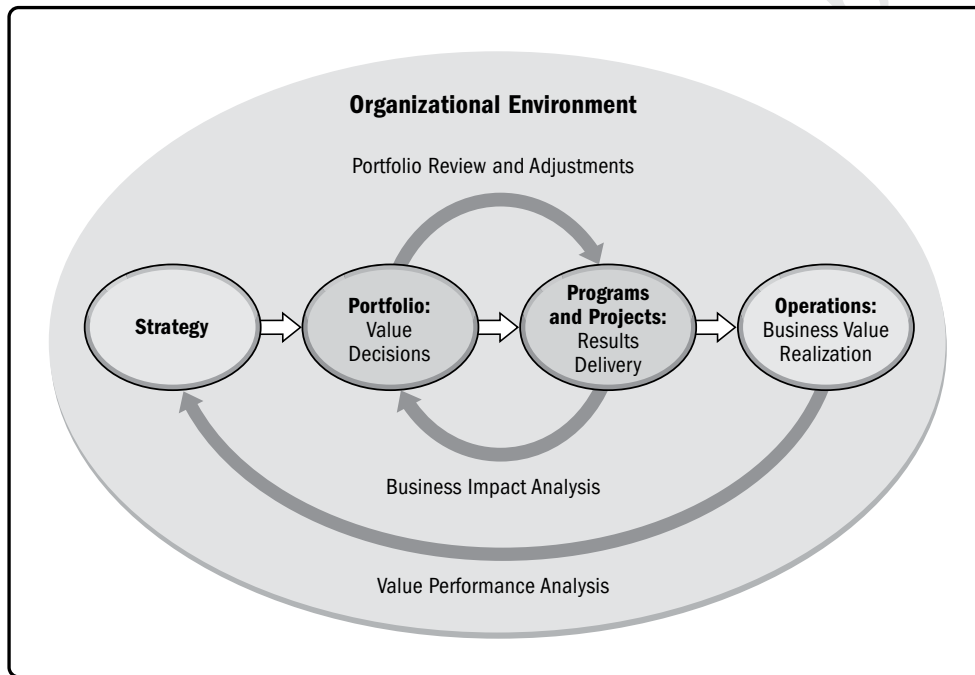 Organizational Environment
Portfolio Review and Adjustments
Strategy
Portfolio:
Value
Decisions
Programs
and Projects:
Results
Delivery
Operations:
Business Value
Realization
Business Impact Analysis
Value Performance Analysis